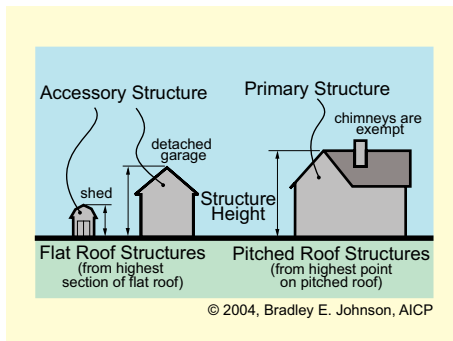 Accessory Structure
Primary Structure
chimneys are
exempt
detached
garage
shed
Structure
Height
Flat Roof Structures
(from highest
section of flat roof)
Pitched Roof Structures
(from highest point
on pitched roof)
© 2004, Bradley E. Johnson, AICP